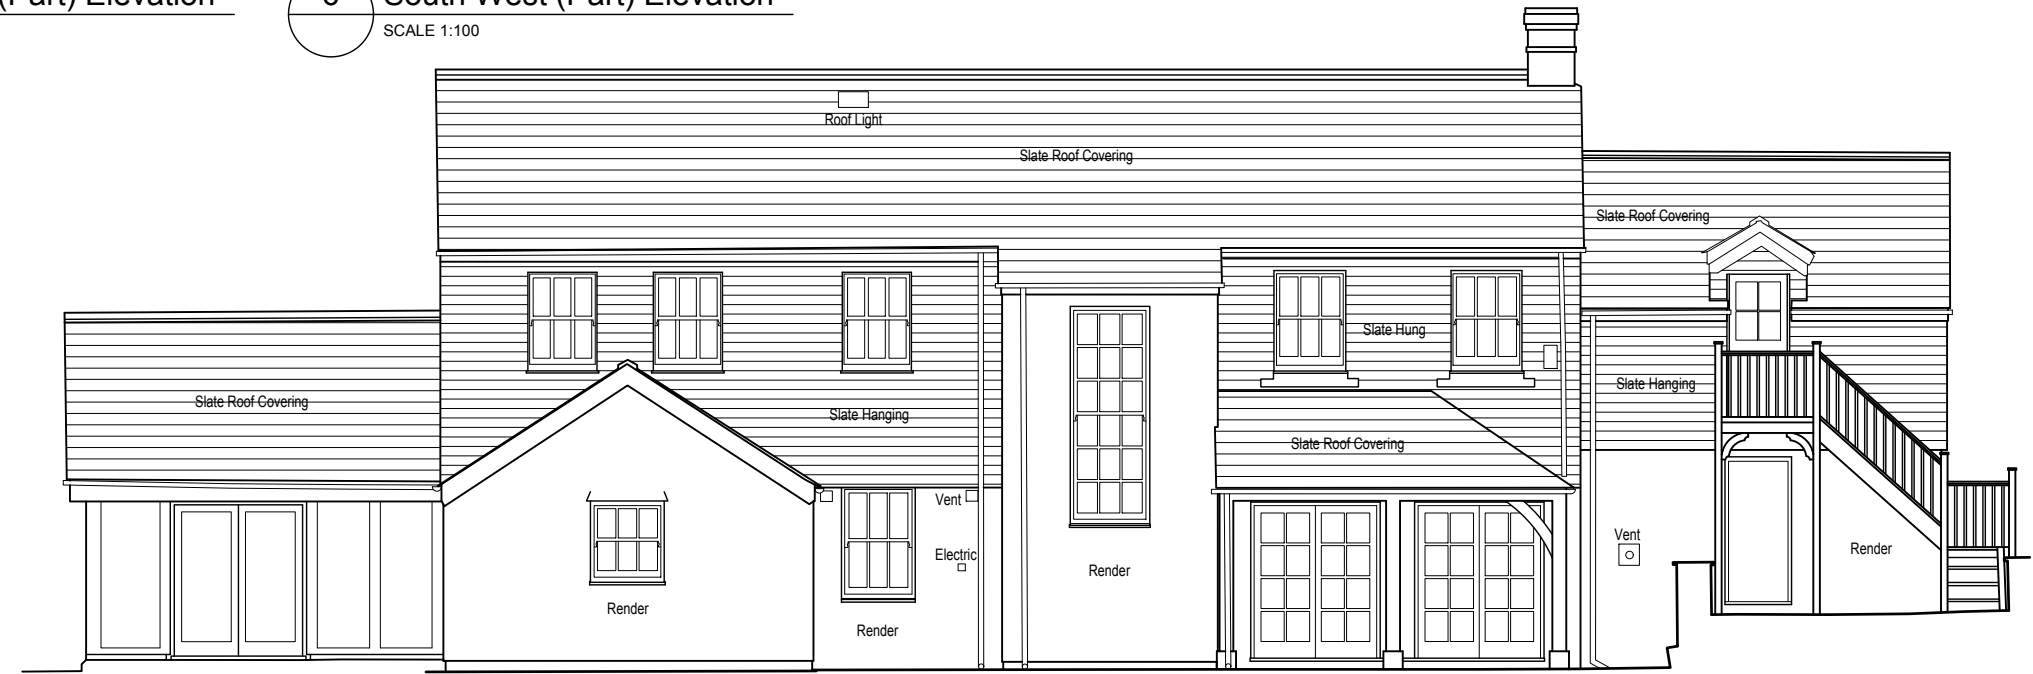 (Part) Elevation
South West (Part) Elevation
SCALE 1:100
Roof Light
Slate Roof Covering
Slate Roof Covering
Slate Hung
Slate Hanging
Slate Roof Covering
Slate Hanging
Slate Roof Covering
Vent
Vent
Electric
Render
Render
Render
Render